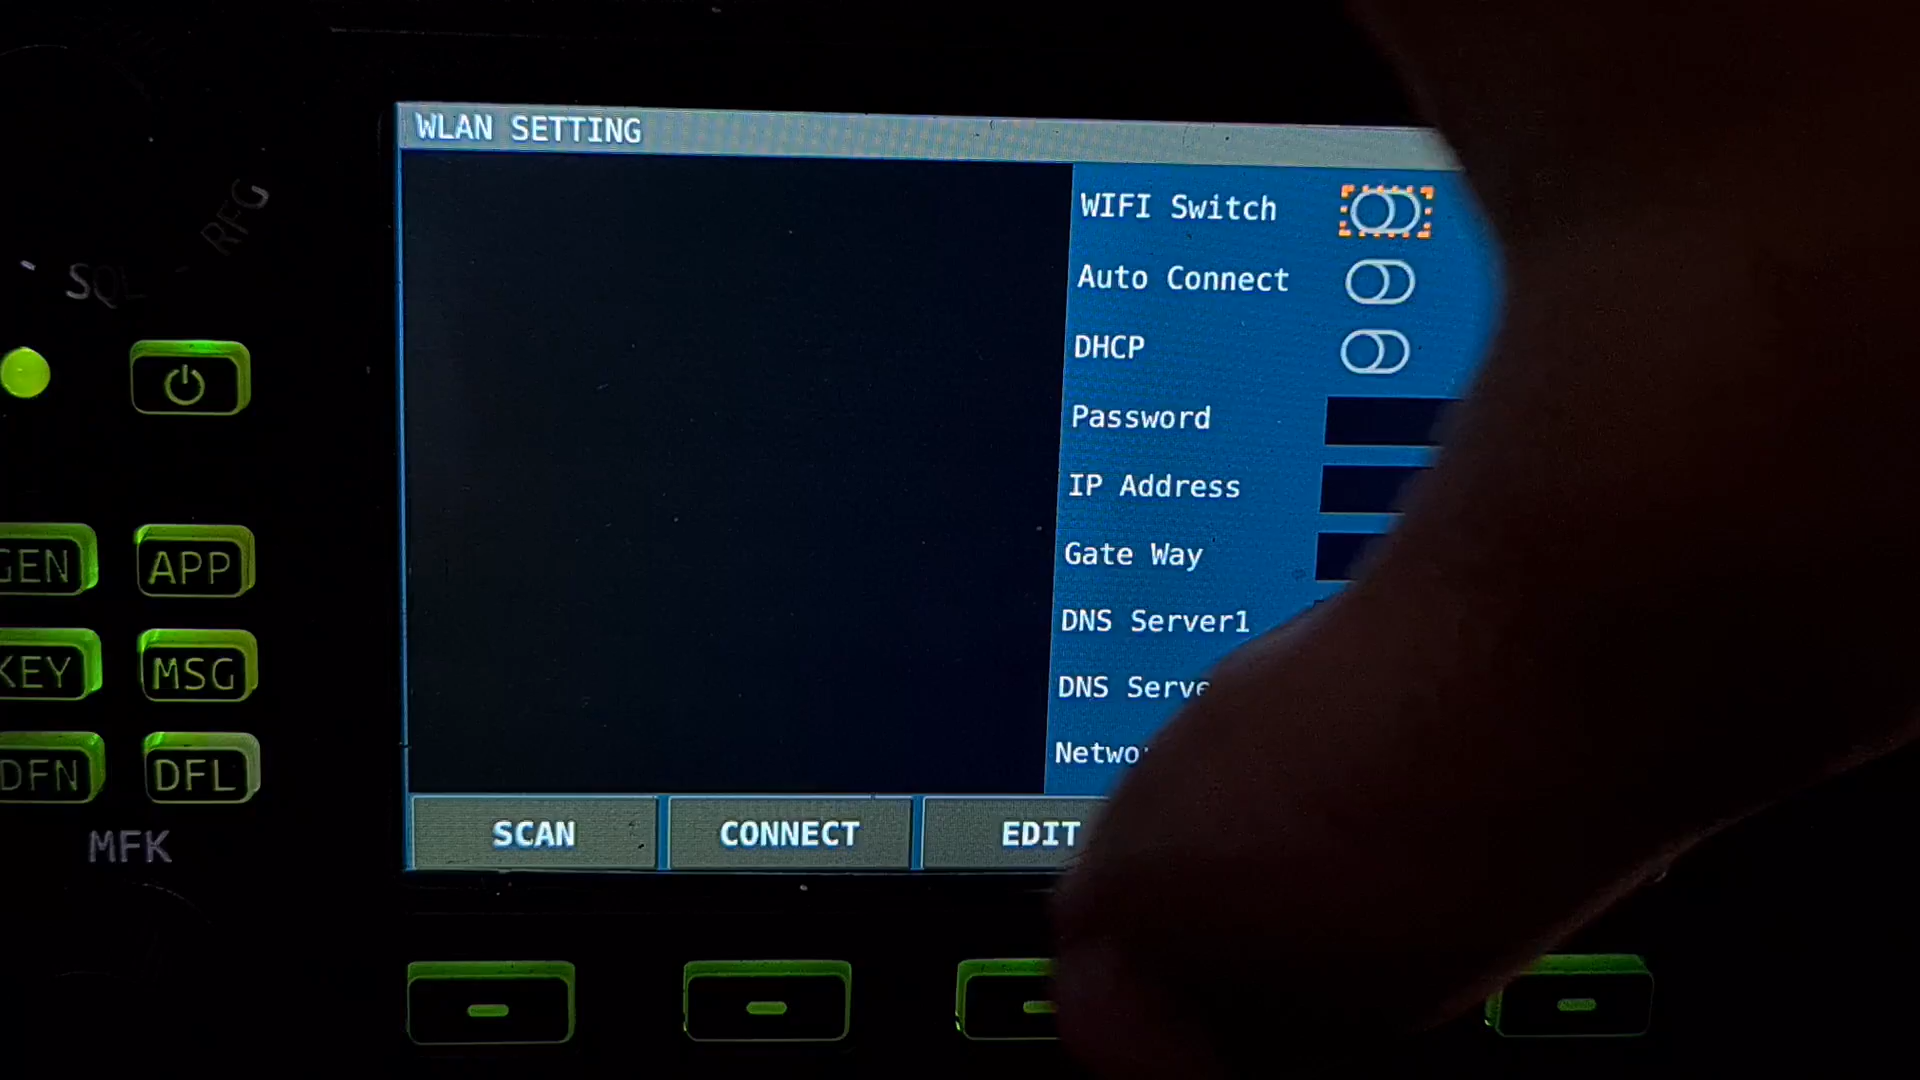 WLAN SETTING
RFG
SQL
WIFI Switch
Auto Connect
DHCP
Password
IP Address
Gate Way
DNS Server1
DNS Serve
Netwo
GEN APP
KEY MSG
DFN DFL
MFK
SCAN CONNECT EDIT